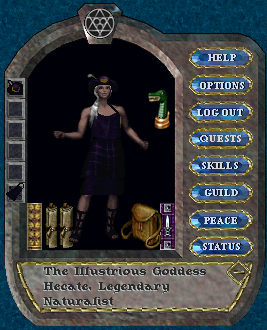 HELP
OPTIONS
LOG OUT
QUESTS
SKILLS
GUILD
PEACE
STATUS
The Illustrious Goddess
Hecate, Legendary
Naturalist